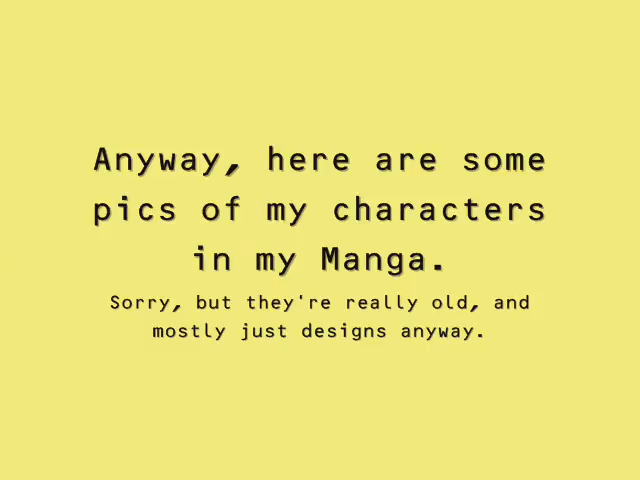 Anyway, here are some
pics of my characters
in my Manga.
Sorry, but they're really old, and
mostly just designs anyway.